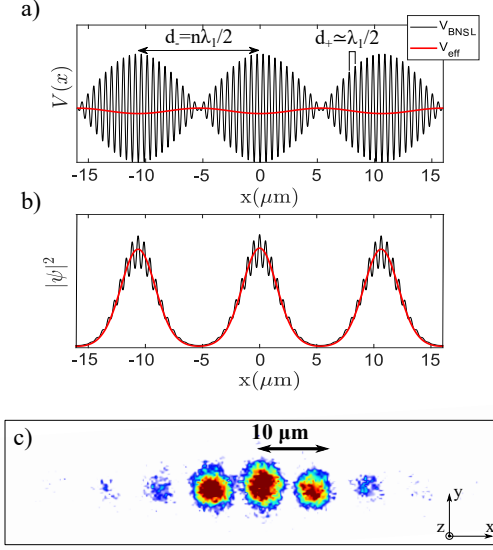 a)
d₋=nλ₁/2
d₊≃λ₁/2
V_BNSL
V_eff
V(x)
-15 -10 -5 0 5 10 15
x(μm)
b)
|ψ|²
-15 -10 -5 0 5 10 15
x(μm)
c)
10 μm
y
z x